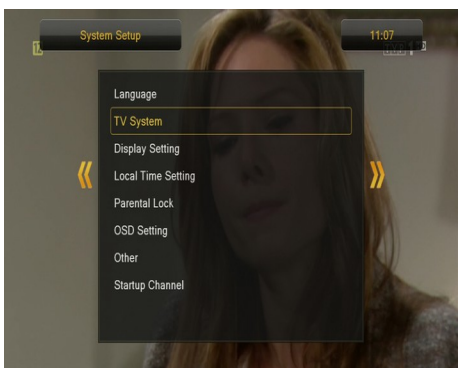 System Setup
11:07
Language
TV System
Display Setting
Local Time Setting
Parental Lock
OSD Setting
Other
Startup Channel